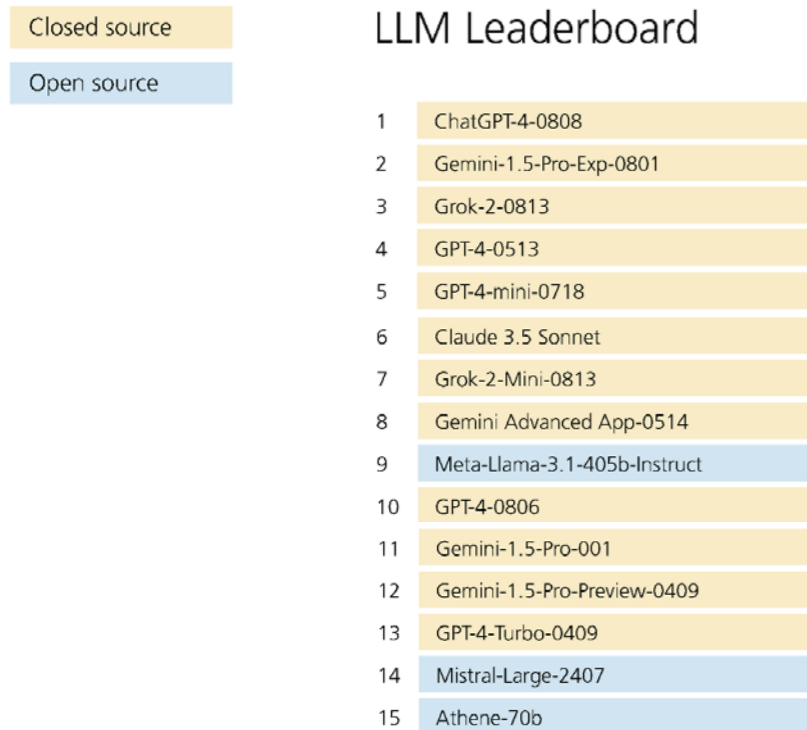 Closed source
Open source
LLM Leaderboard
1 ChatGPT-4-0808
2 Gemini-1.5-Pro-Exp-0801
3 Grok-2-0813
4 GPT-4-0513
5 GPT-4-mini-0718
6 Claude 3.5 Sonnet
7 Grok-2-Mini-0813
8 Gemini Advanced App-0514
9 Meta-Llama-3.1-405b-Instruct
10 GPT-4-0806
11 Gemini-1.5-Pro-001
12 Gemini-1.5-Pro-Preview-0409
13 GPT-4-Turbo-0409
14 Mistral-Large-2407
15 Athene-70b